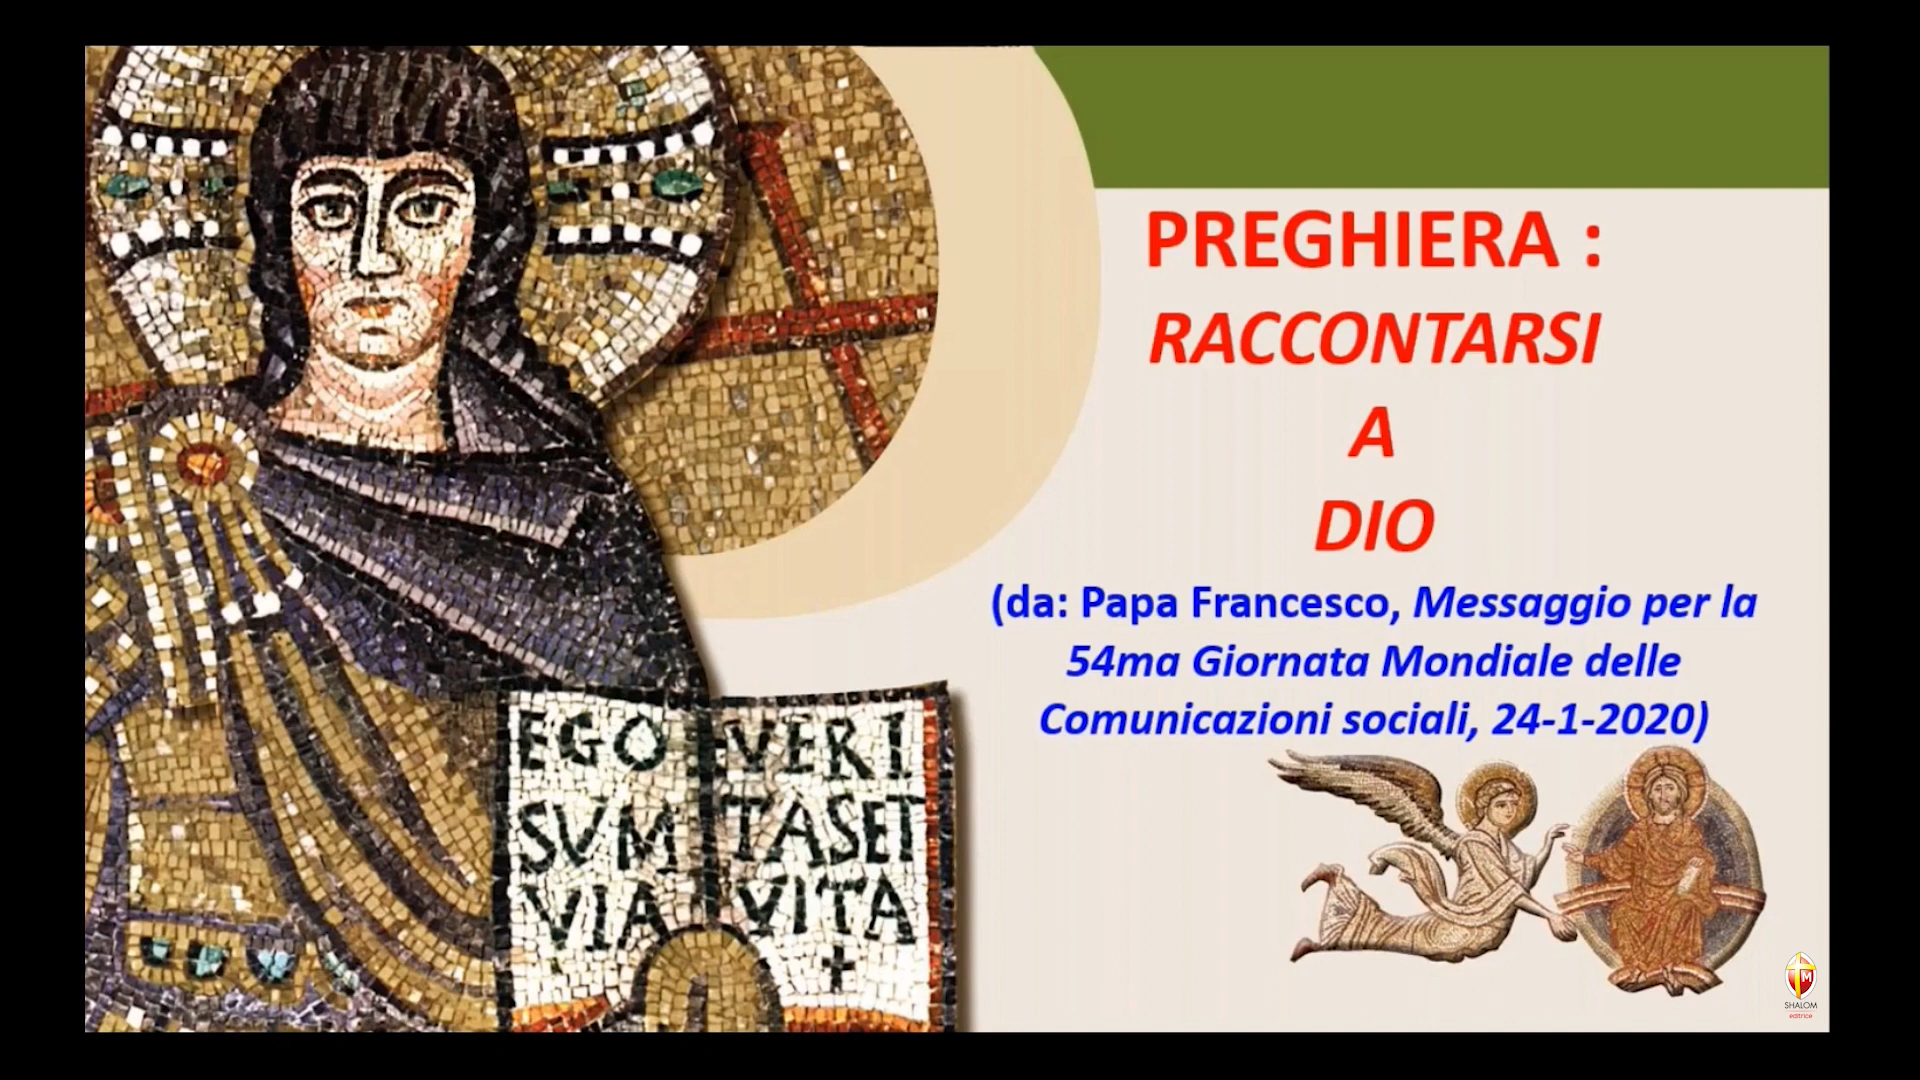 PREGHIERA :
RACCONTARSI
A
DIO
(da: Papa Francesco, Messaggio per la
54ma Giornata Mondiale delle
Comunicazioni sociali, 24-1-2020)
EGO
SVM
VIA
VERI
TASET
VITA
+
M
SHALOM
editrice